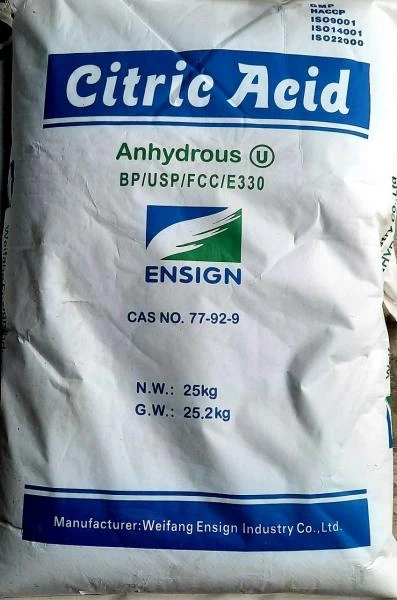 GMP
HACCP
ISO9001
ISO14001
ISO22000
Citric Acid
Anhydrous U
BP/USP/FCC/E330
ENSIGN
CAS NO. 77-92-9
N.W.: 25kg
G.W.: 25.2kg
Manufacturer:Weifang Ensign Industry Co.,Ltd.